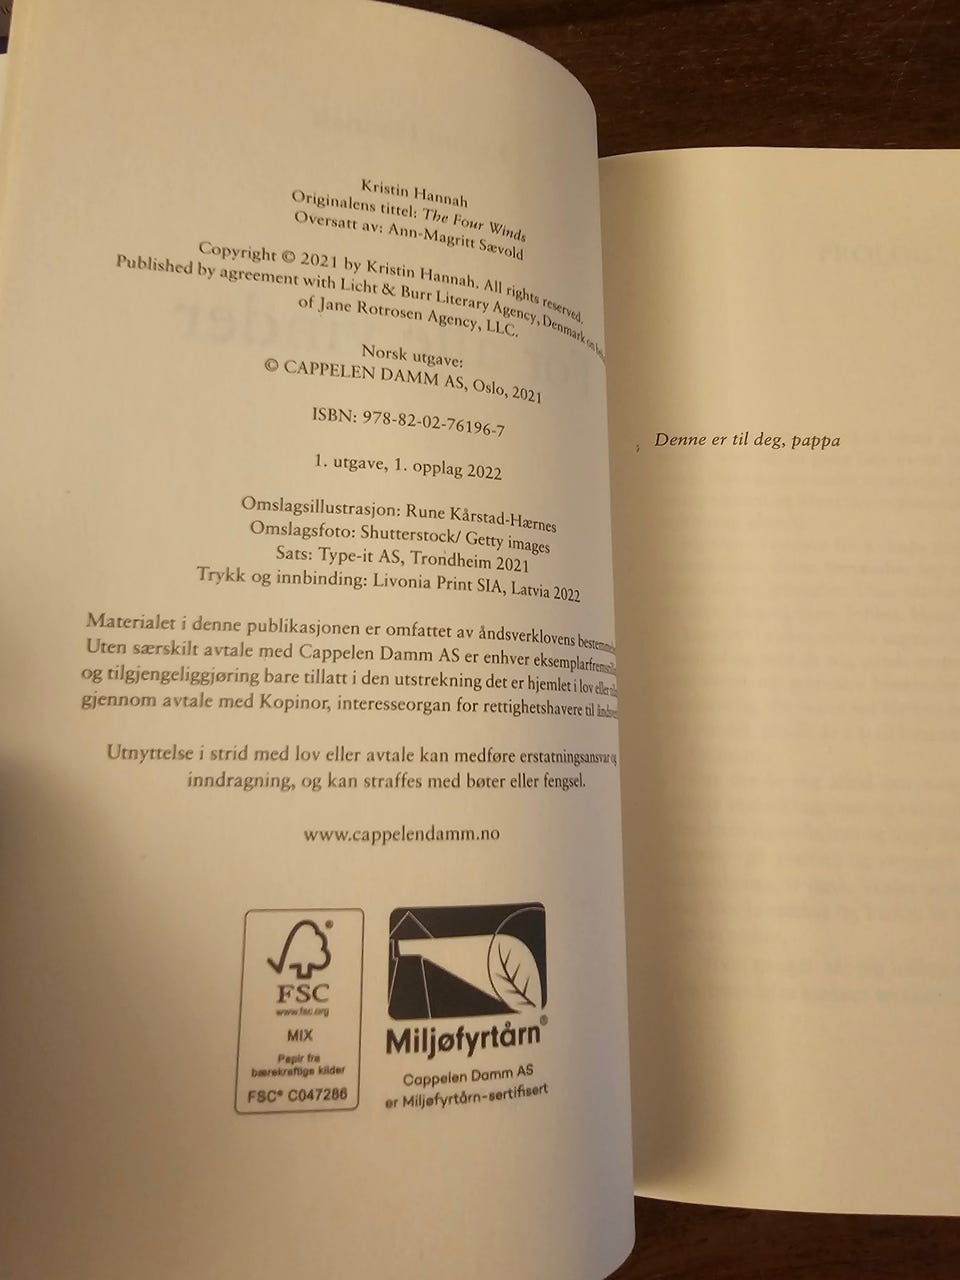 Kristin Hannah
Originalens tittel: The Four Winds
Oversatt av: Ann-Magritt Sævold
Copyright © 2021 by Kristin Hannah. All rights reserved.
Published by agreement with Licht & Burr Literary Agency, Denmark on
of Jane Rotrosen Agency, LLC.
Norsk utgave:
© CAPPELEN DAMM AS, Oslo, 2021
ISBN: 978-82-02-76196-7
1. utgave, 1. opplag 2022
Omslagsillustrasjon: Rune Kårstad-Hærnes
Omslagsfoto: Shutterstock/ Getty images
Sats: Type-it AS, Trondheim 2021
Trykk og innbinding: Livonia Print SIA, Latvia 2022
Materialet i denne publikasjonen er omfattet av åndsverklovens
Uten særskilt avtale med Cappelen Damm AS er enhver
og tilgjengeliggjøring bare tillatt i den utstrekning det er hjemlet i lov eller
gjennom avtale med Kopinor, interesseorgan for rettighetshavere til
Utnyttelse i strid med lov eller avtale kan medføre erstatningsansvar og
inndragning, og kan straffes med bøter eller fengsel.
www.cappelendamm.no
FSC
www.fsc.org
MIX
Papir fra
bærekraftige kilder
FSC® C047286
Miljøfyrtårn®
Cappelen Damm AS
er Miljøfyrtårn-sertifisert
Denne er til deg, pappa